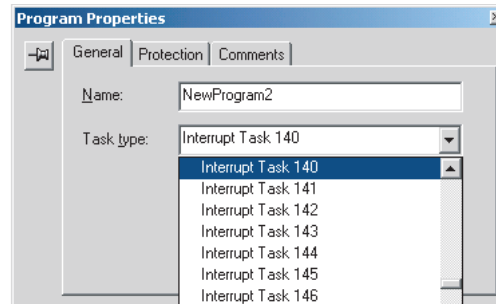 Program Properties
General Protection Comments
Name: NewProgram2
Task type: Interrupt Task 140
Interrupt Task 140
Interrupt Task 141
Interrupt Task 142
Interrupt Task 143
Interrupt Task 144
Interrupt Task 145
Interrupt Task 146